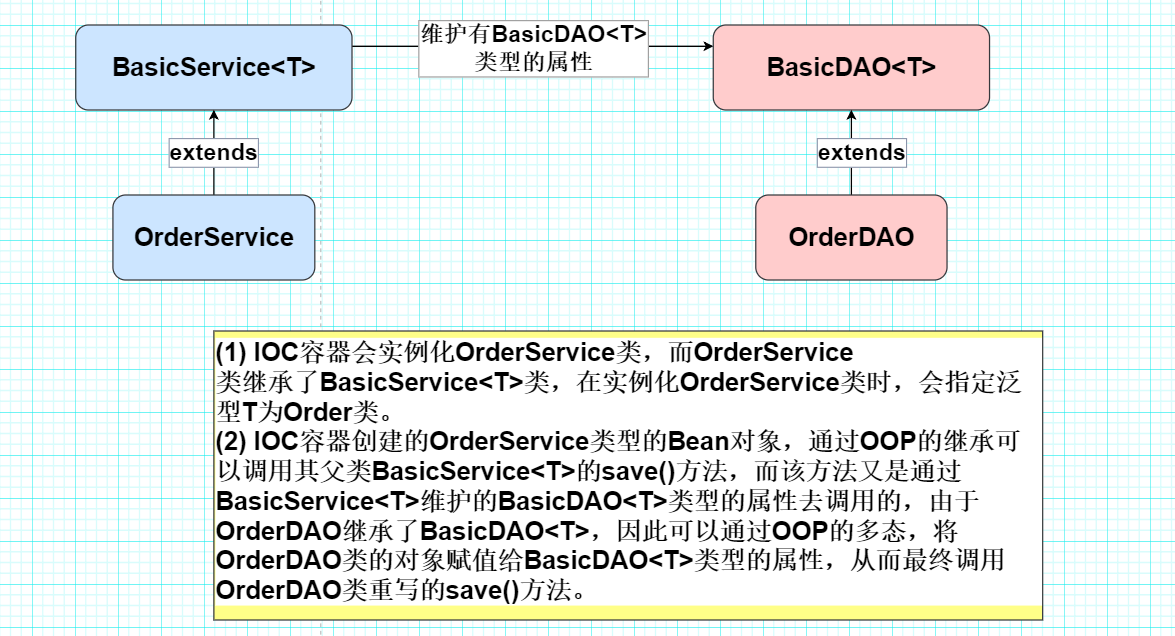 BasicService<T>
维护有BasicDAO<T>
类型的属性
BasicDAO<T>
extends
extends
OrderService
OrderDAO
(1) IOC容器会实例化OrderService类，而OrderService
类继承了BasicService<T>类，在实例化OrderService类时，会指定泛
型T为Order类。
(2) IOC容器创建的OrderService类型的Bean对象，通过OOP的继承可
以调用其父类BasicService<T>的save()方法，而该方法又是通过
BasicService<T>维护的BasicDAO<T>类型的属性去调用的，由于
OrderDAO继承了BasicDAO<T>，因此可以通过OOP的多态，将
OrderDAO类的对象赋值给BasicDAO<T>类型的属性，从而最终调用
OrderDAO类重写的save()方法。